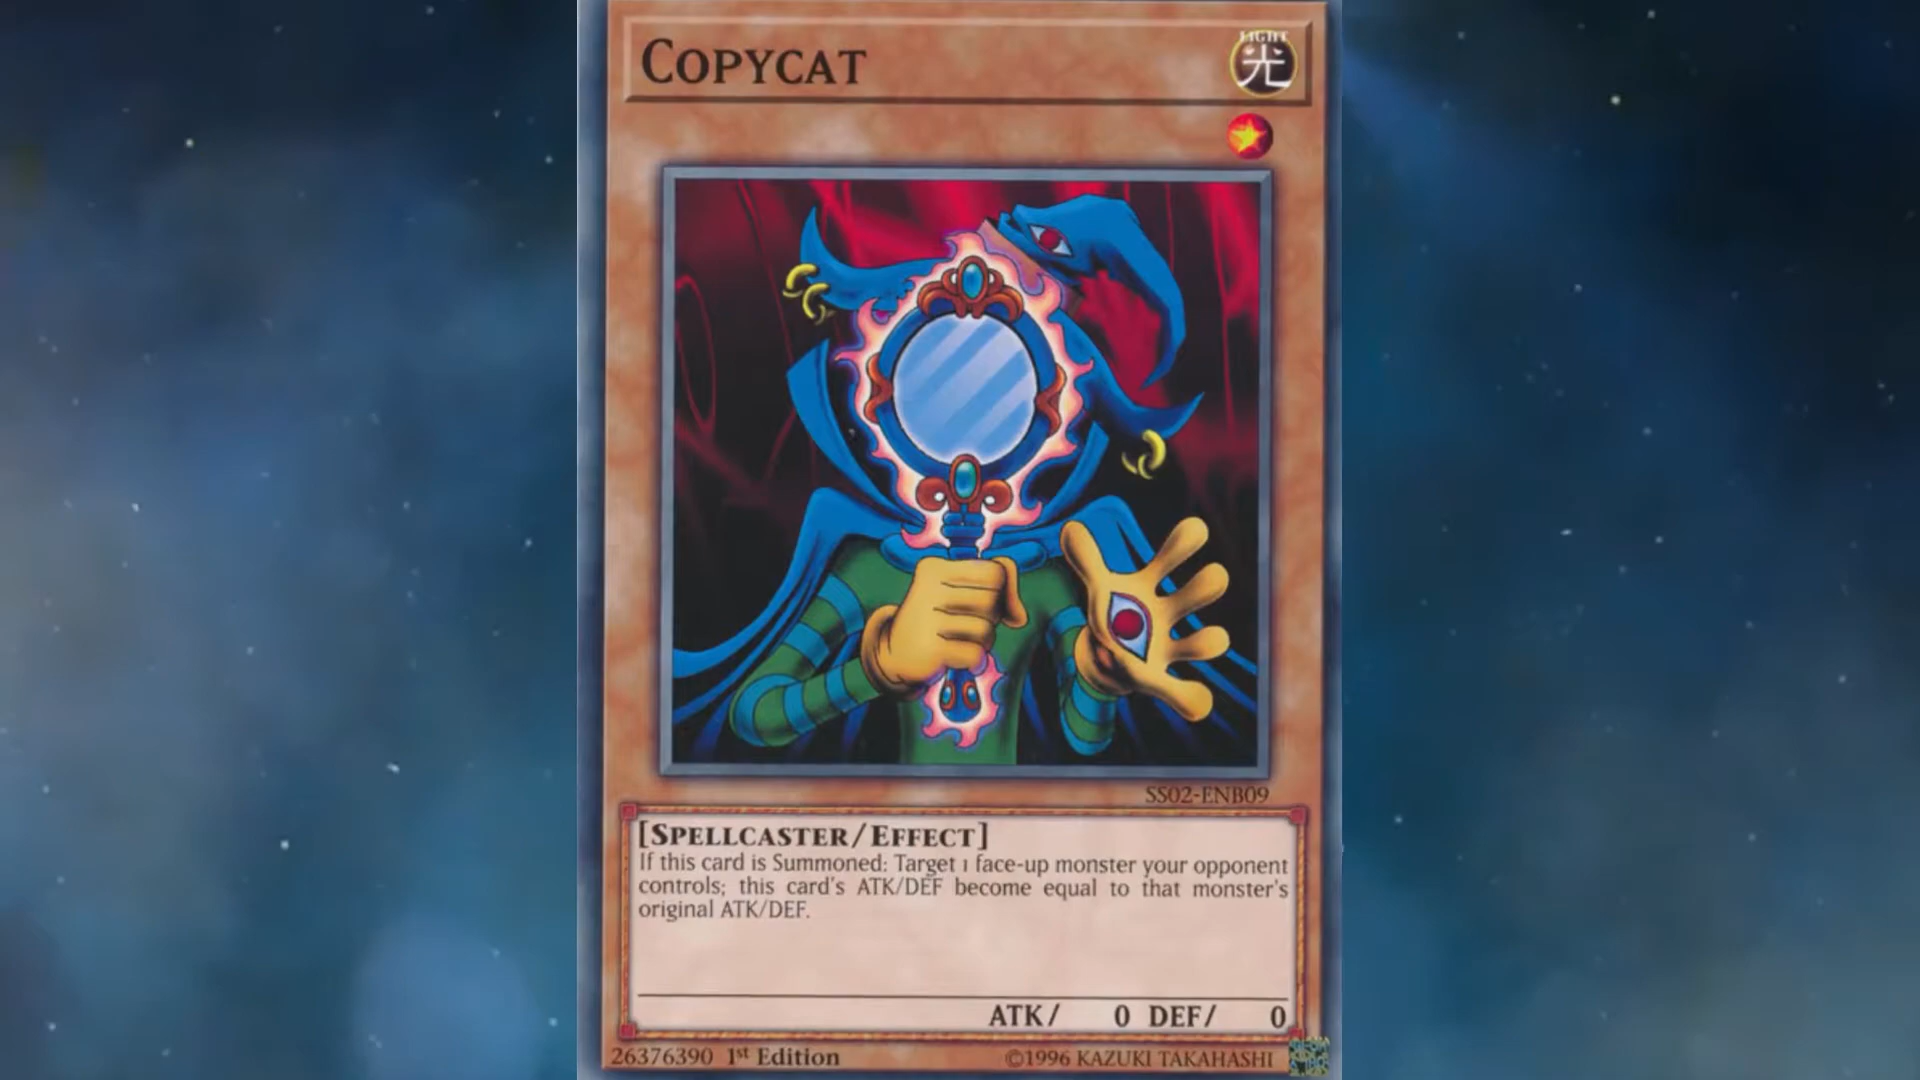 COPYCAT
LIGHT
光
SS02-ENB09
[SPELLCASTER/EFFECT]
If this card is Summoned: Target 1 face-up monster your opponent
controls; this card's ATK/DEF become equal to that monster's
original ATK/DEF.
ATK/ 0 DEF/ 0
26376390 1st Edition
©1996 KAZUKI TAKAHASHI